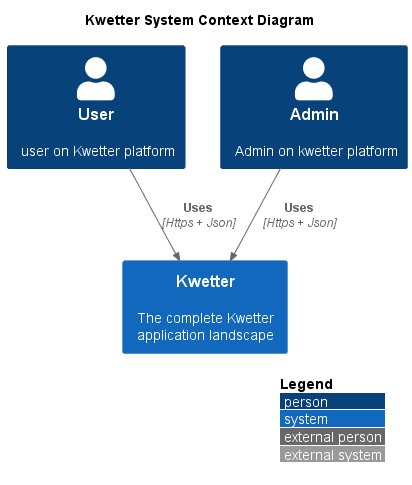 Kwetter System Context Diagram
User
user on Kwetter platform
Admin
Admin on kwetter platform
Uses
[Https + Json]
Uses
[Https + Json]
Kwetter
The complete Kwetter
application landscape
Legend
person
system
external person
external system